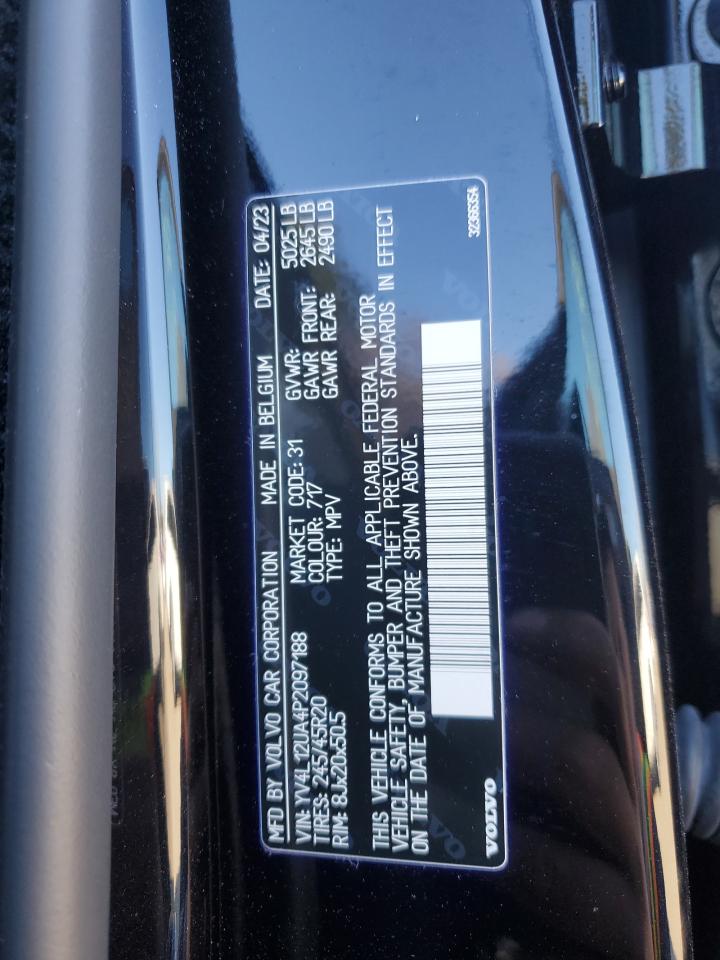 MFD BY VOLVO CAR CORPORATION MADE IN BELGIUM DATE: 04/23
VIN: YV4L12UA4P2097188 MARKET CODE: 31 GVWR: 5025 LB
TIRES: 245/45R20 COLOUR: 717 GAWR FRONT: 2645 LB
RIM: 8Jx20x50.5 TYPE: MPV GAWR REAR: 2490 LB
THIS VEHICLE CONFORMS TO ALL APPLICABLE FEDERAL MOTOR
VEHICLE SAFETY, BUMPER AND THEFT PREVENTION STANDARDS IN EFFECT
ON THE DATE OF MANUFACTURE SHOWN ABOVE.
VOLVO 32366354